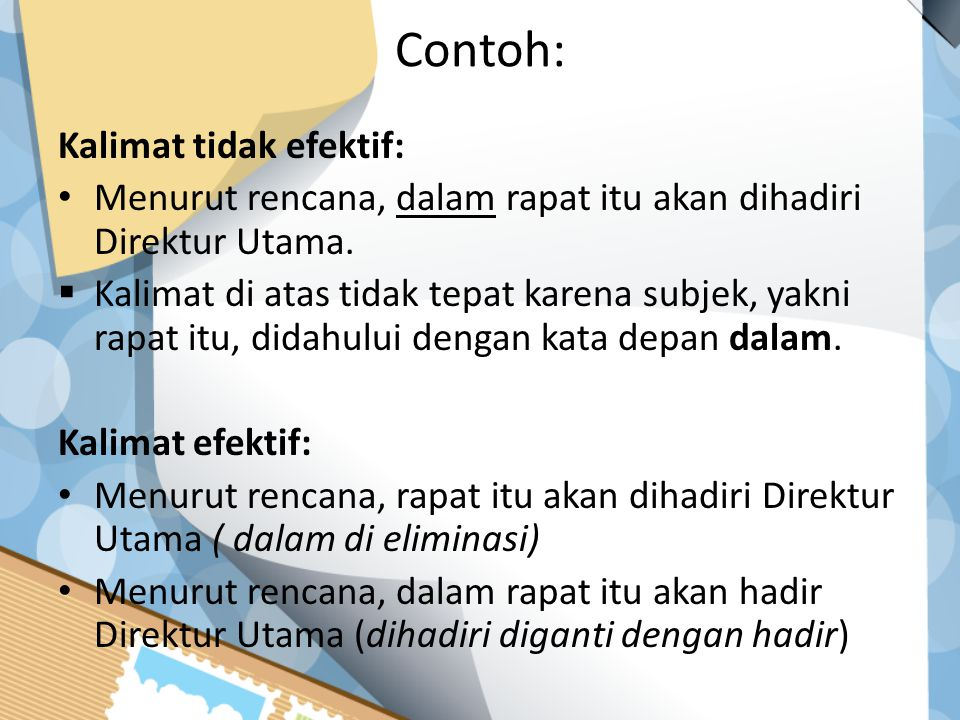 Contoh:
Kalimat tidak efektif:
• Menurut rencana, dalam rapat itu akan dihadiri
Direktur Utama.
▪ Kalimat di atas tidak tepat karena subjek, yakni
rapat itu, didahului dengan kata depan dalam.
Kalimat efektif:
• Menurut rencana, rapat itu akan dihadiri Direktur
Utama ( dalam di eliminasi)
• Menurut rencana, dalam rapat itu akan hadir
Direktur Utama (dihadiri diganti dengan hadir)